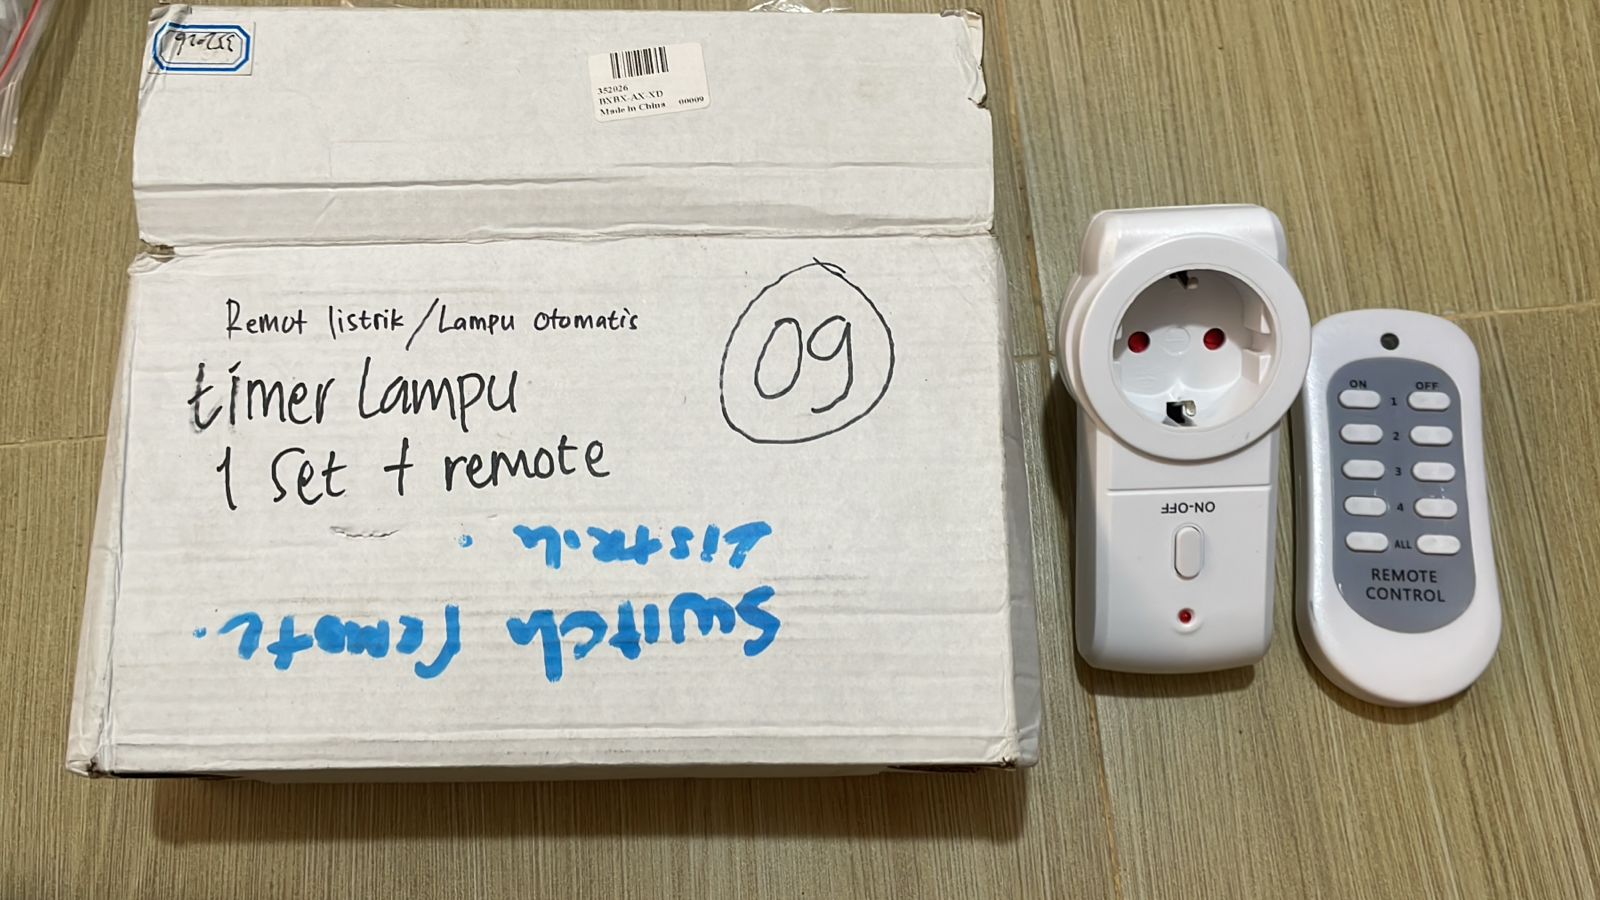 352026
352026
BXBX-AX-XD
Made in China 00009
Remot listrik/Lampu otomatis
timer lampu
1 set + remote
09
switch remote.
Listrik.
ON-OFF
ON OFF
1
2
3
4
ALL
REMOTE
CONTROL